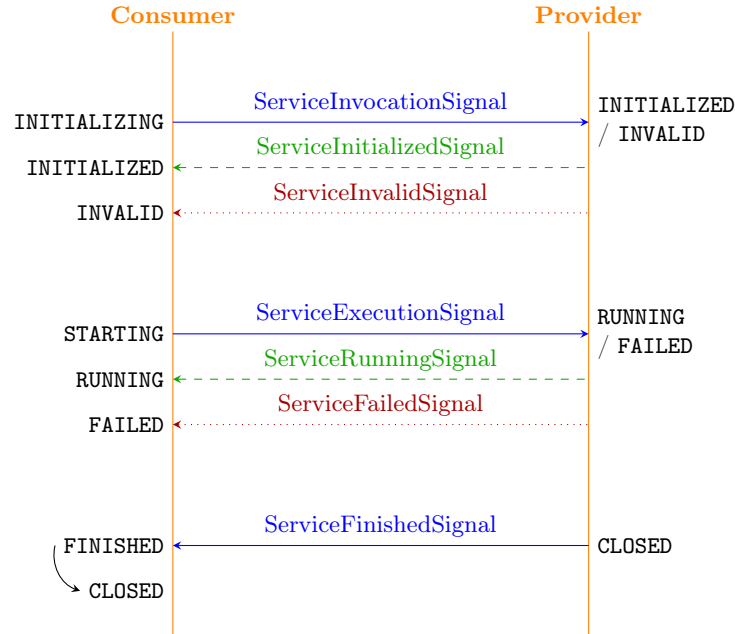 Consumer Provider
ServiceInvocationSignal
INITIALIZING
INITIALIZED
/ INVALID
ServiceInitializedSignal
INITIALIZED
ServiceInvalidSignal
INVALID
ServiceExecutionSignal
STARTING
RUNNING
/ FAILED
ServiceRunningSignal
RUNNING
ServiceFailedSignal
FAILED
ServiceFinishedSignal
FINISHED
CLOSED
CLOSED